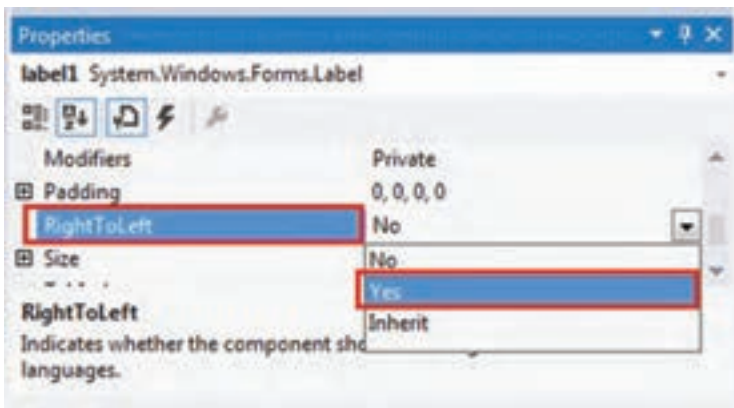 Properties
label1 System.Windows.Forms.Label
Modifiers Private
Padding 0, 0, 0, 0
RightToLeft No
Size No
Yes
Inherit
RightToLeft
Indicates whether the component
languages.